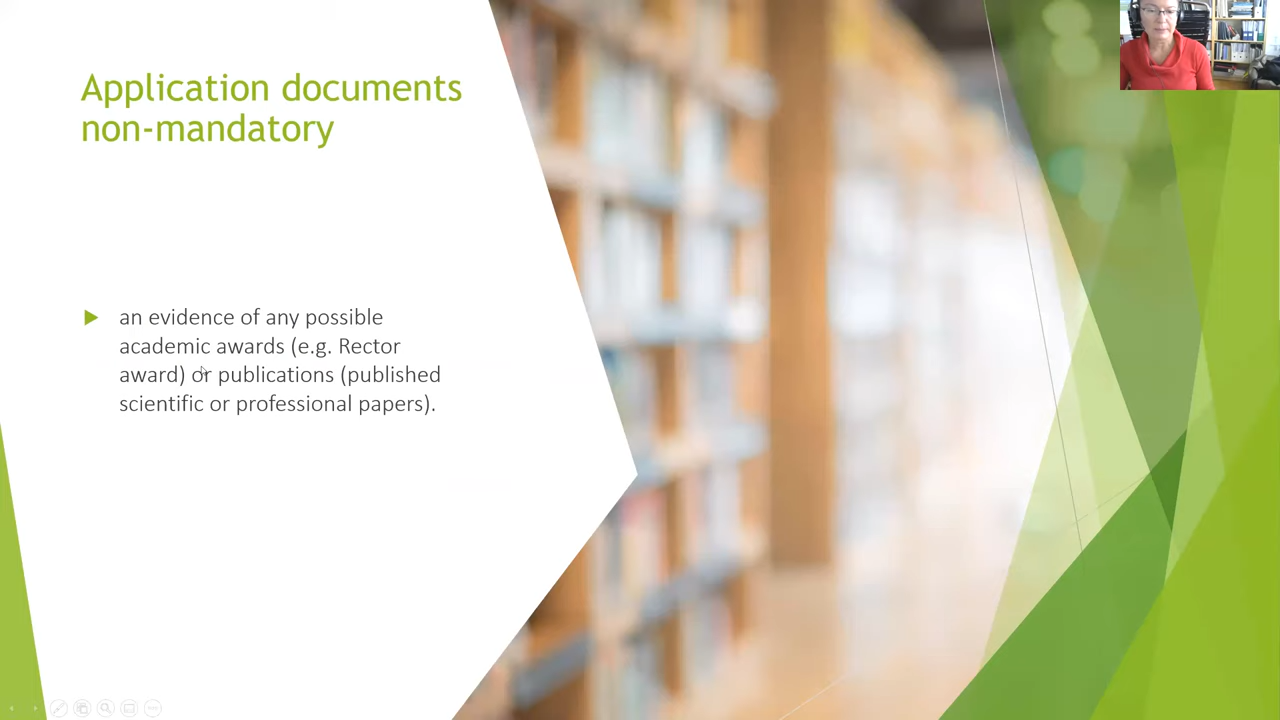 Application documents
non-mandatory
an evidence of any possible
academic awards (e.g. Rector
award) or publications (published
scientific or professional papers).